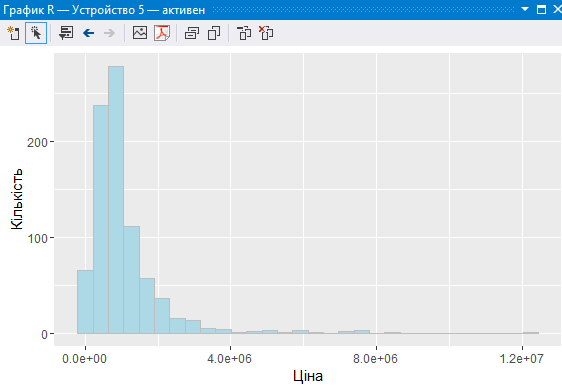 График R — Устройство 5 — активен
200
100
0
Кількість
0.0e+00 4.0e+06 8.0e+06 1.2e+07
Ціна